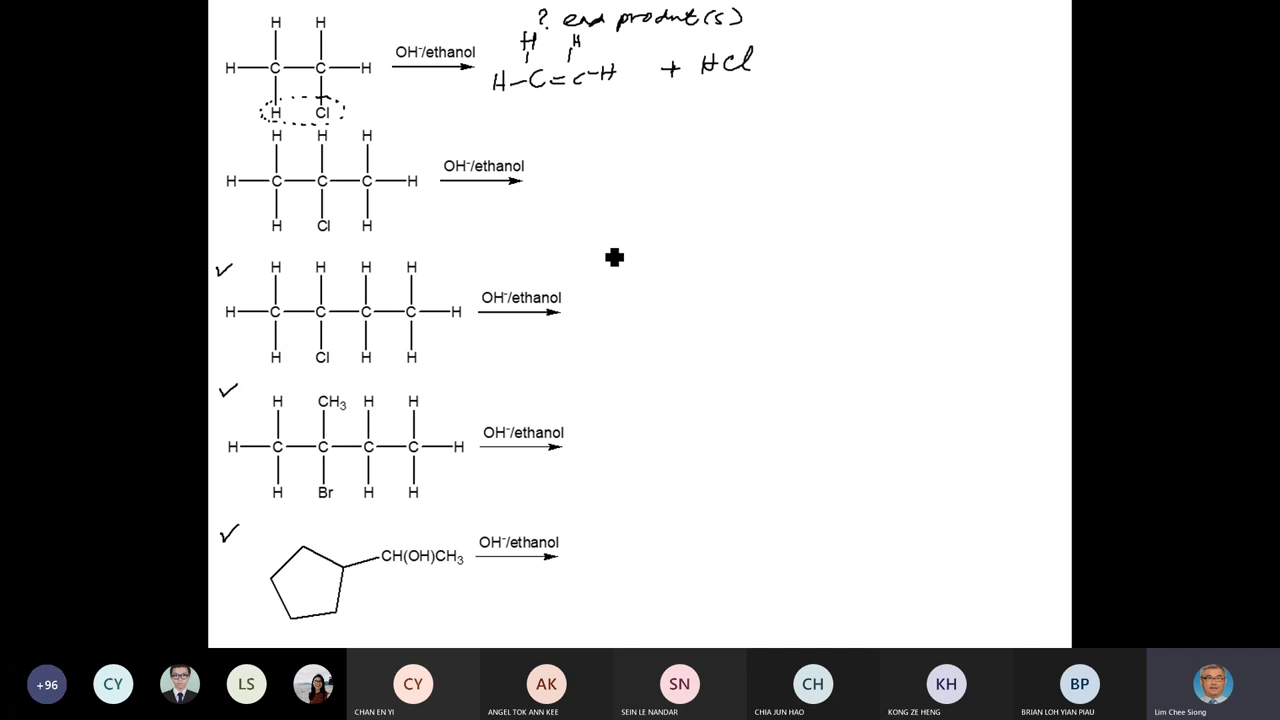 ? end product(s)
H H H H
H C C H OH⁻/ethanol H-C=C-H + HCl
H Cl
H H H
H C C C H OH⁻/ethanol
H Cl H
✓ H H H H
H C C C C H OH⁻/ethanol
H Cl H H
✓ H CH₃ H H
H C C C C H OH⁻/ethanol
H Br H H
✓ CH(OH)CH₃ OH⁻/ethanol
+96 CY LS CY AK SN CH KH BP
CHAN EN YI ANGEL TOK ANN KEE SEIN LE NANDAR CHIA JUN HAO KONG ZE HENG BRIAN LOH YIAN PIAU Lim Chee Siong